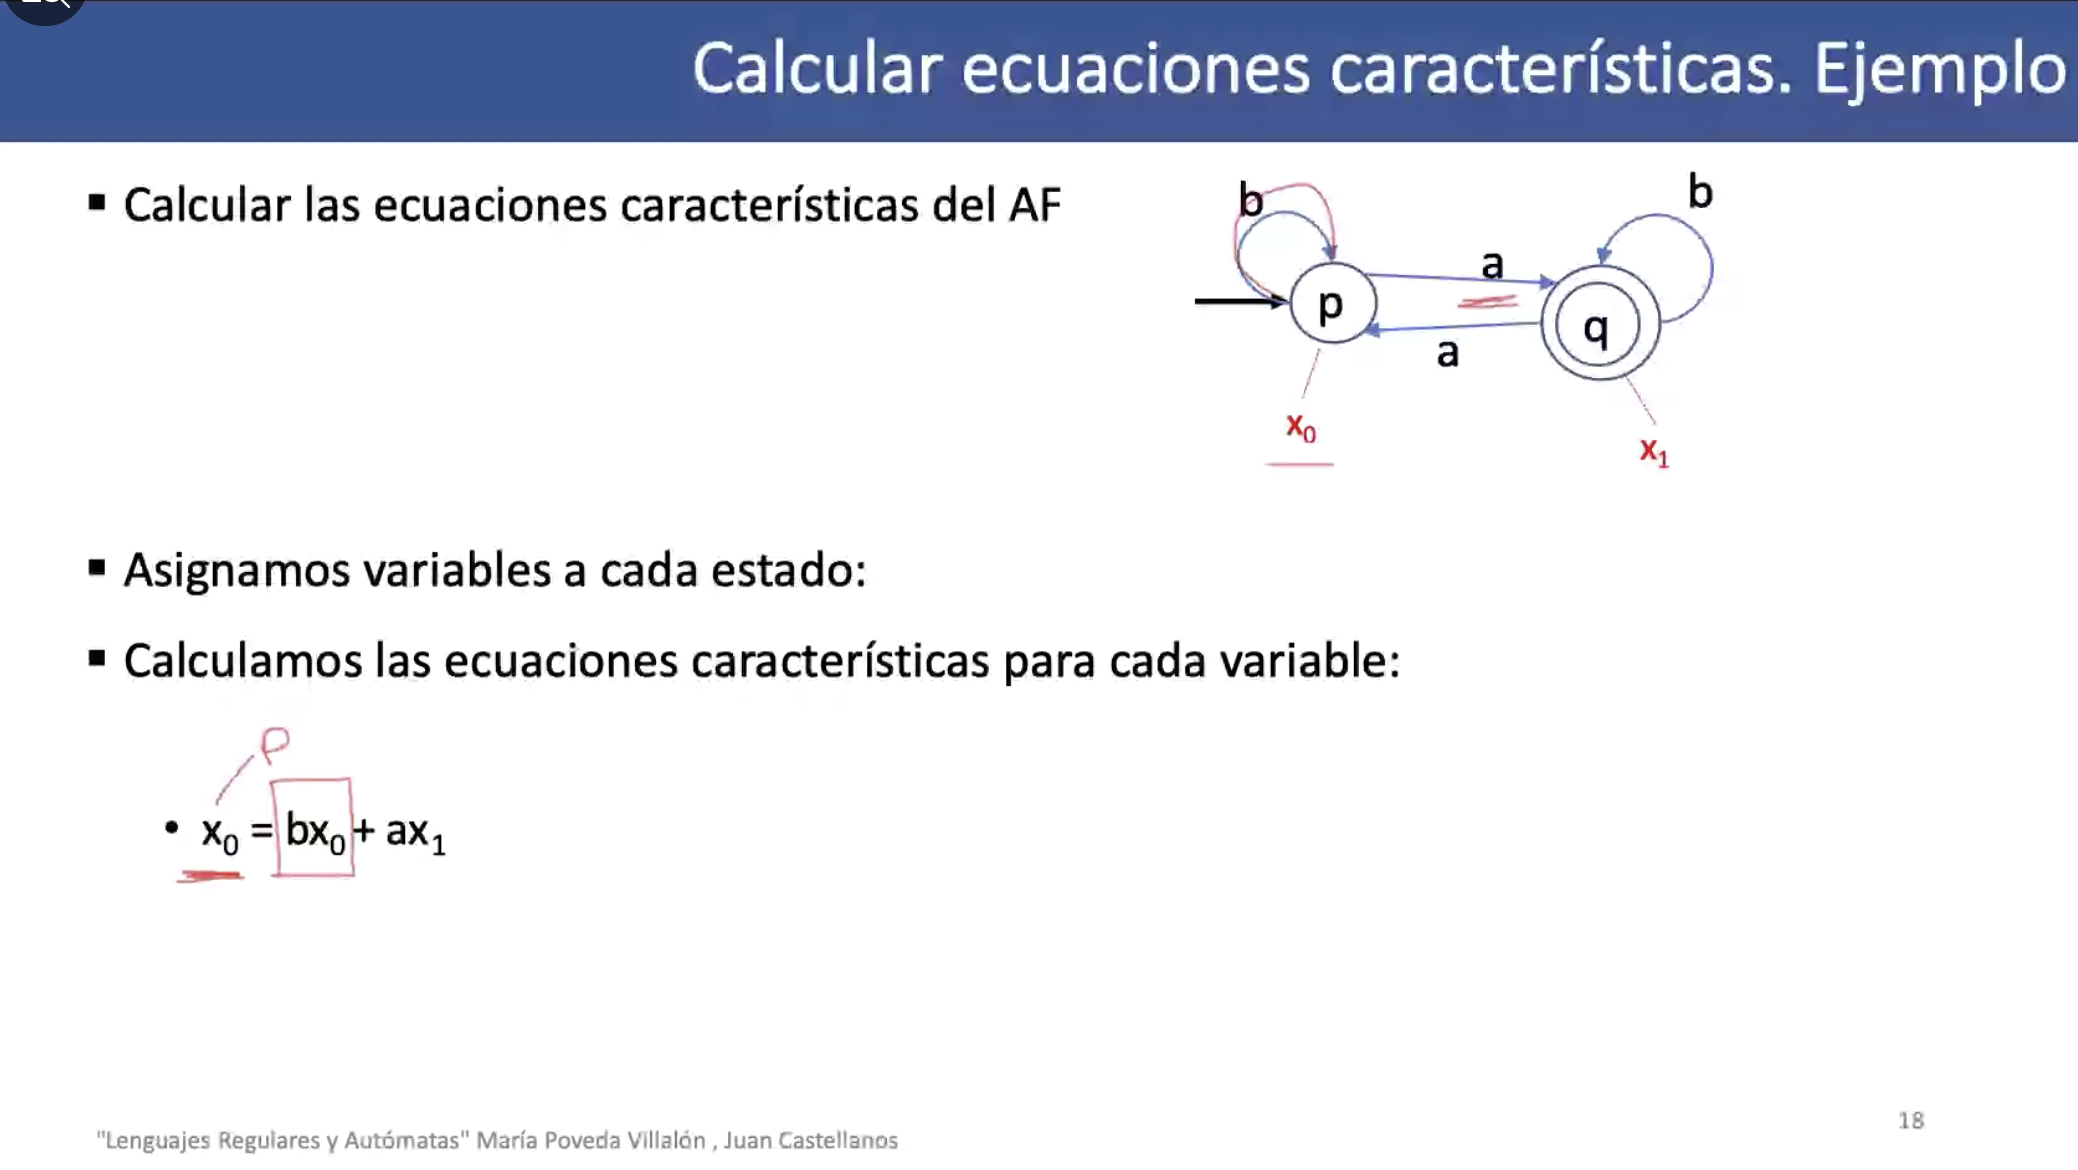 Calcular ecuaciones características. Ejemplo
▪ Calcular las ecuaciones características del AF
b
b
a
p
q
a
x₀
x₁
▪ Asignamos variables a cada estado:
▪ Calculamos las ecuaciones características para cada variable:
P
• x₀ = bx₀ + ax₁
18
"Lenguajes Regulares y Autómatas" María Poveda Villalón , Juan Castellanos